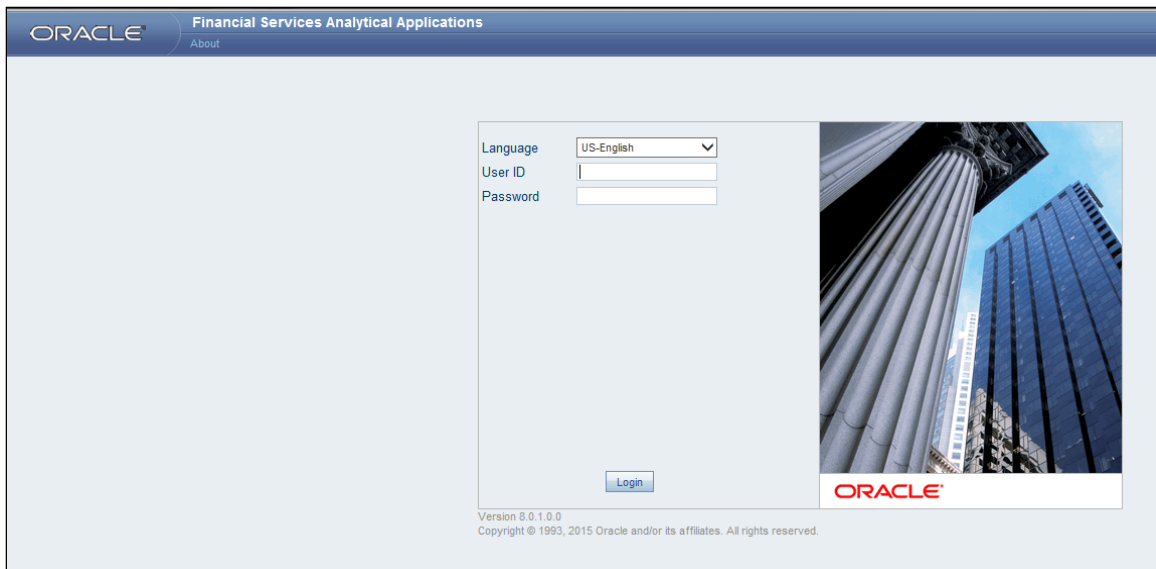 ORACLE
Financial Services Analytical Applications
About
Language
US-English
User ID
Password
Login
ORACLE
Version 8.0.1.0.0
Copyright © 1993, 2015 Oracle and/or its affiliates. All rights reserved.